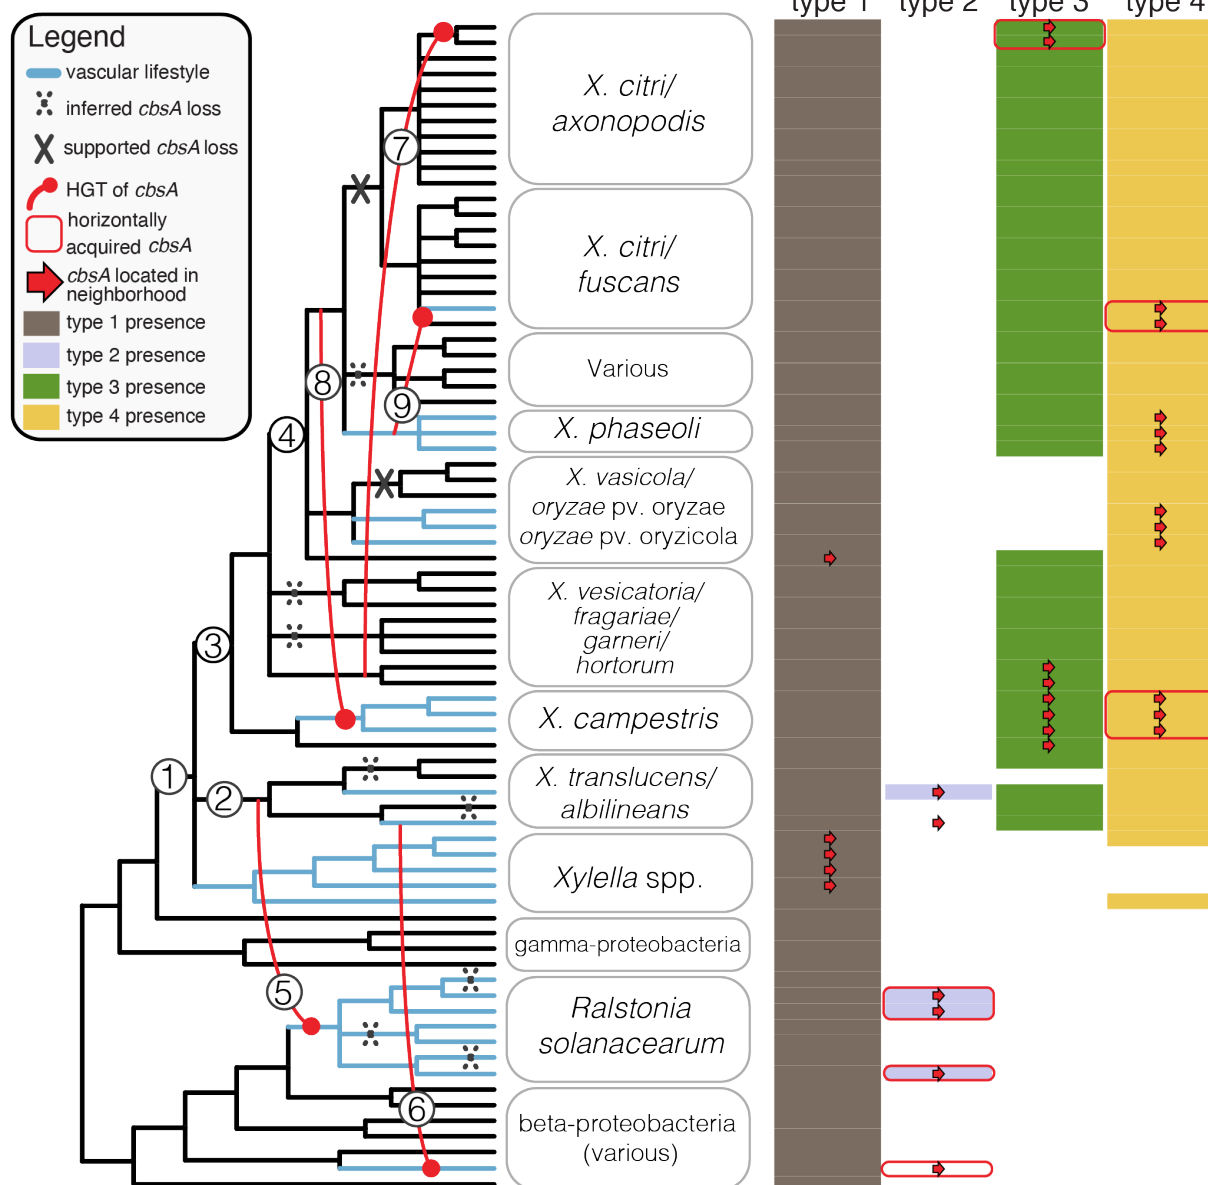 type 1 type 2 type 3 type 4
Legend
vascular lifestyle
inferred cbsA loss
supported cbsA loss
HGT of cbsA
horizontally
acquired cbsA
cbsA located in
neighborhood
type 1 presence
type 2 presence
type 3 presence
type 4 presence
X. citri/
axonopodis
7
X. citri/
fuscans
8
Various
9
4
X. phaseoli
X. vasicola/
oryzae pv. oryzae
oryzae pv. oryzicola
X. vesicatoria/
fragariae/
garneri/
hortorum
3
X. campestris
1
2
X. translucens/
albilineans
Xylella spp.
gamma-proteobacteria
5
Ralstonia
solanacearum
6
beta-proteobacteria
(various)